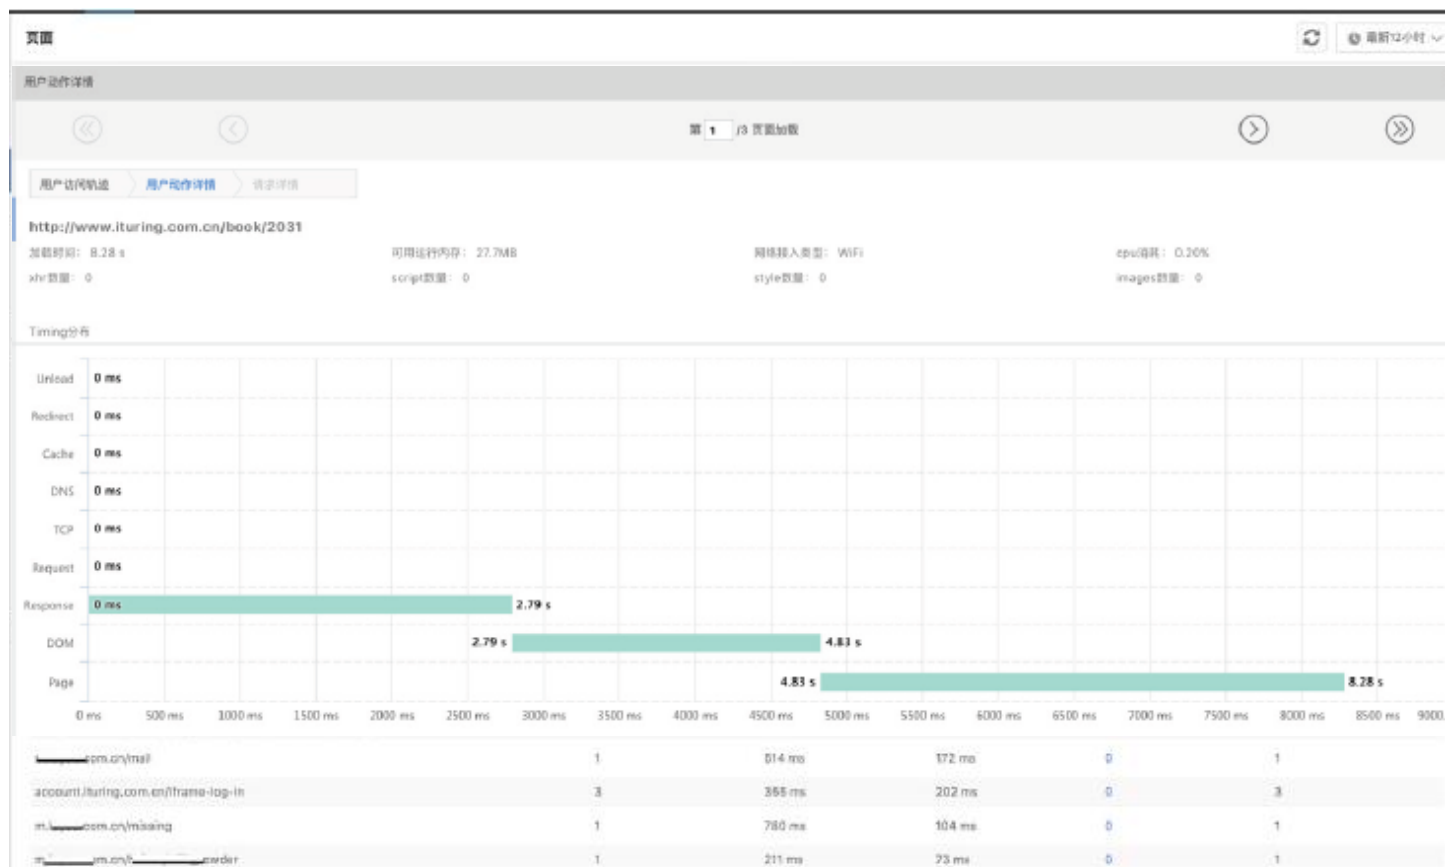 页面
最新12小时
用户动作详情
第 1 /3 页面加载
用户访问轨迹 用户动作详情 请求详情
http://www.ituring.com.cn/book/2031
加载时间： 8.28 s 可用运行内存： 27.7MB 网络接入类型： WiFi cpu消耗： 0.20%
xhr数量： 0 script数量： 0 style数量： 0 images数量： 0
Timing分布
Unload 0 ms
Redirect 0 ms
Cache 0 ms
DNS 0 ms
TCP 0 ms
Request 0 ms
Response 0 ms 2.79 s
DOM 2.79 s 4.83 s
Page 4.83 s 8.28 s
0 ms 500 ms 1000 ms 1500 ms 2000 ms 2500 ms 3000 ms 3500 ms 4000 ms 4500 ms 5000 ms 5500 ms 6000 ms 6500 ms 7000 ms 7500 ms 8000 ms 8500 ms 9000
com.cn/mall 1 514 ms 172 ms 0 1
account.ituring.com.cn/iframe-log-in 3 355 ms 202 ms 0 3
m. com.cn/missing 1 780 ms 104 ms 0 1
1 211 ms 73 ms 0 1